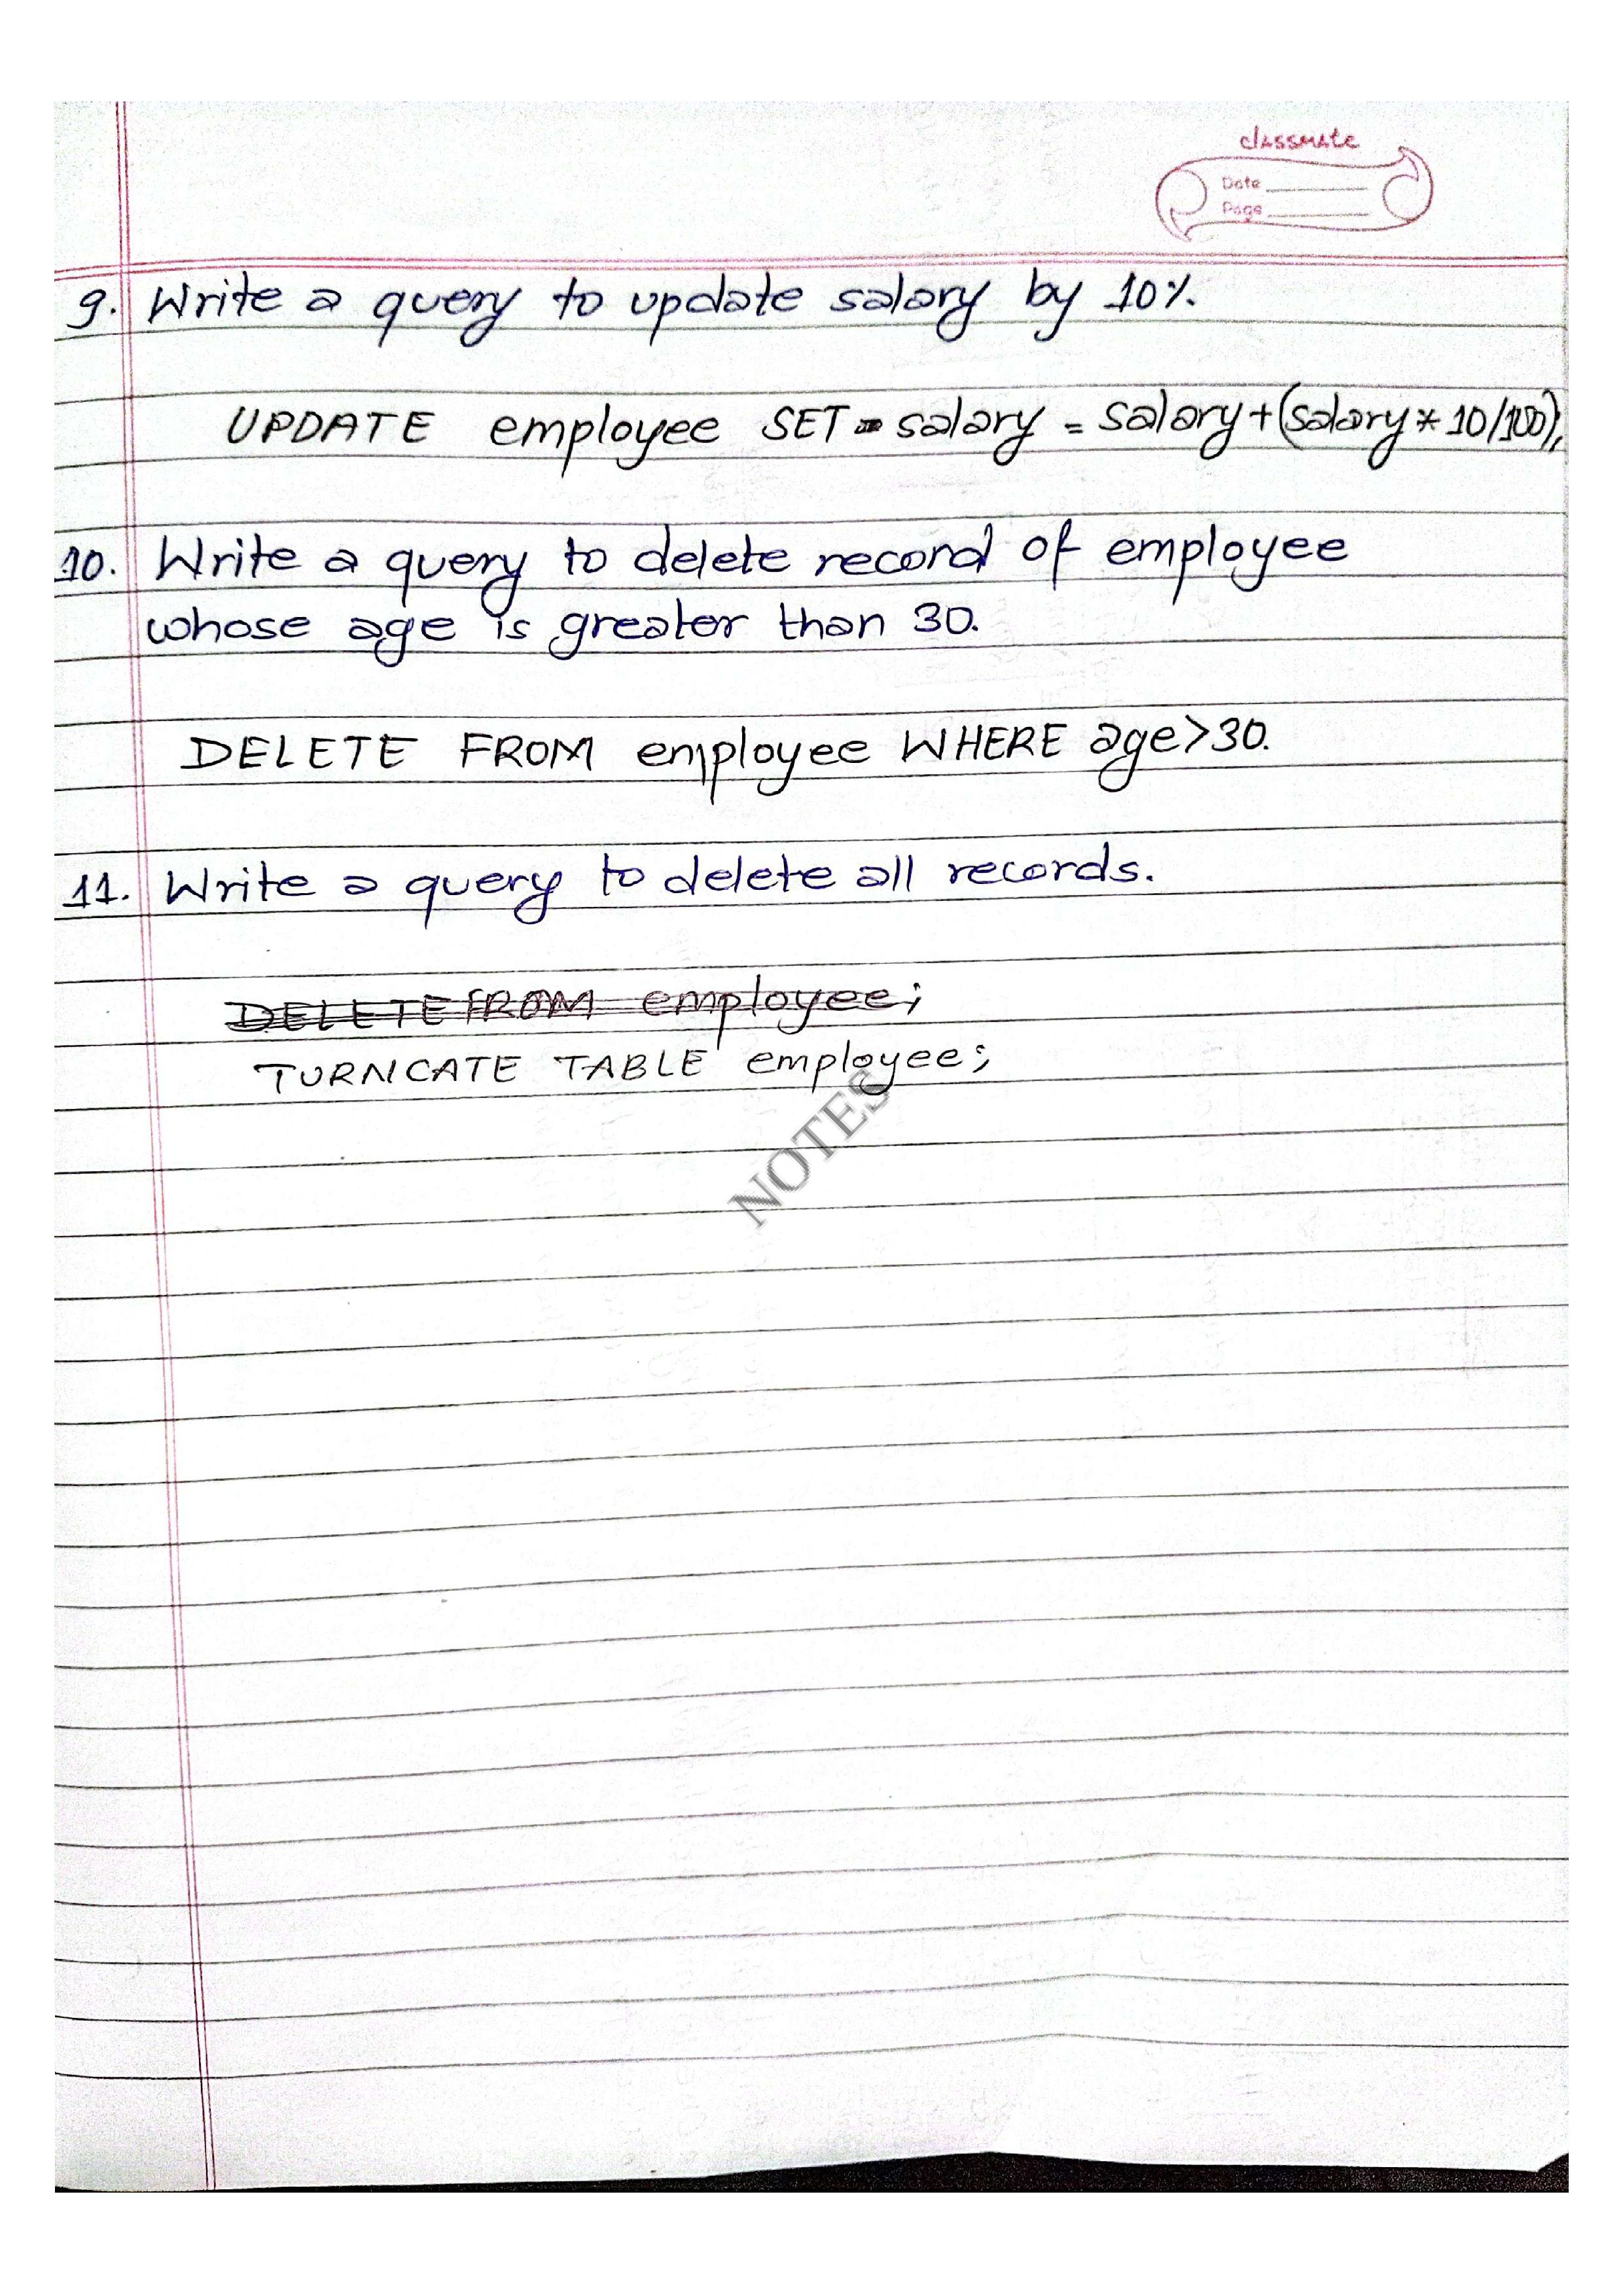 classmate
Date
Page
9. Write a query to update salary by 10%.
UPDATE employee SET salary = salary+(salary*10/100);
10. Write a query to delete record of employee
whose age is greater than 30.
DELETE FROM employee WHERE age>30.
11. Write a query to delete all records.
DELETE FROM employee;
TURNCATE TABLE employee;
NOTES